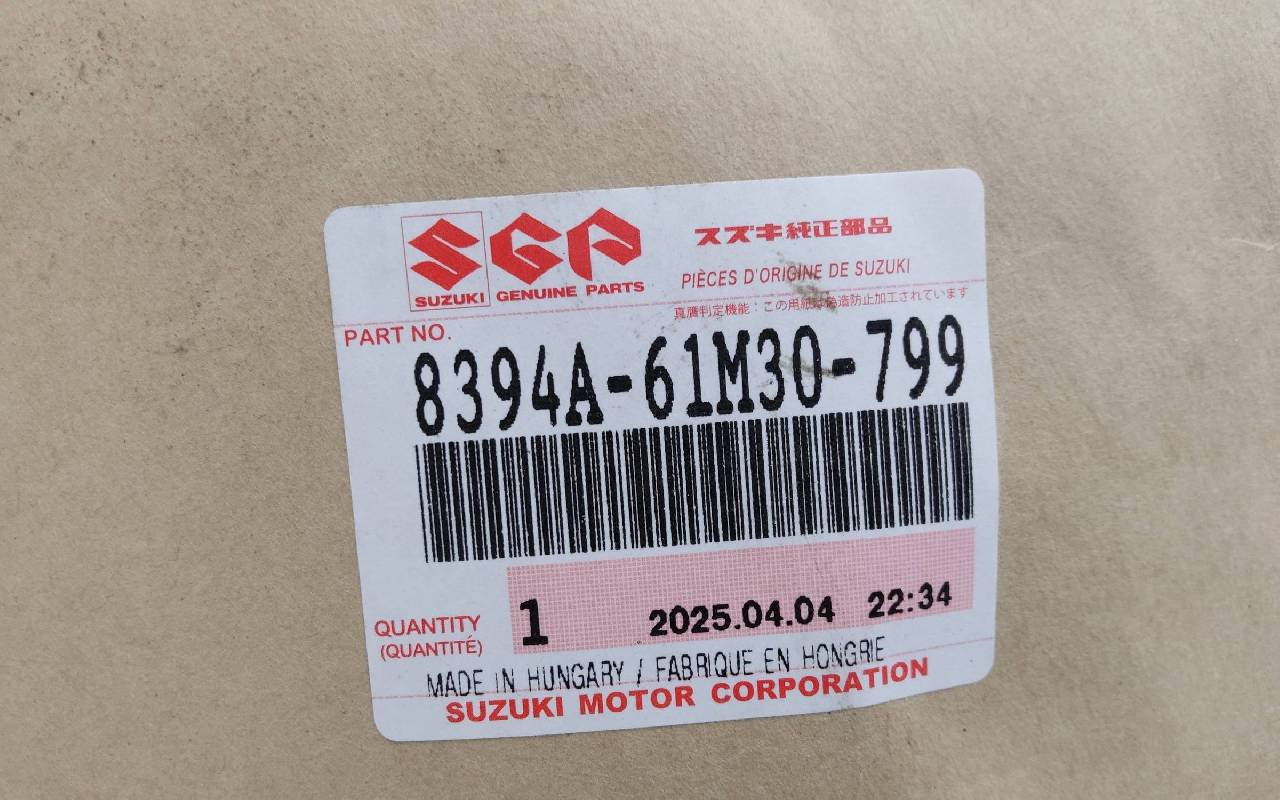 SGP
SUZUKI GENUINE PARTS
スズキ純正部品
PIÈCES D'ORIGINE DE SUZUKI
真贋判定機能：この用紙は偽造防止加工されています
PART NO.
8394A-61M30-799
QUANTITY 1 2025.04.04 22:34
(QUANTITÉ)
MADE IN HUNGARY / FABRIQUE EN HONGRIE
SUZUKI MOTOR CORPORATION